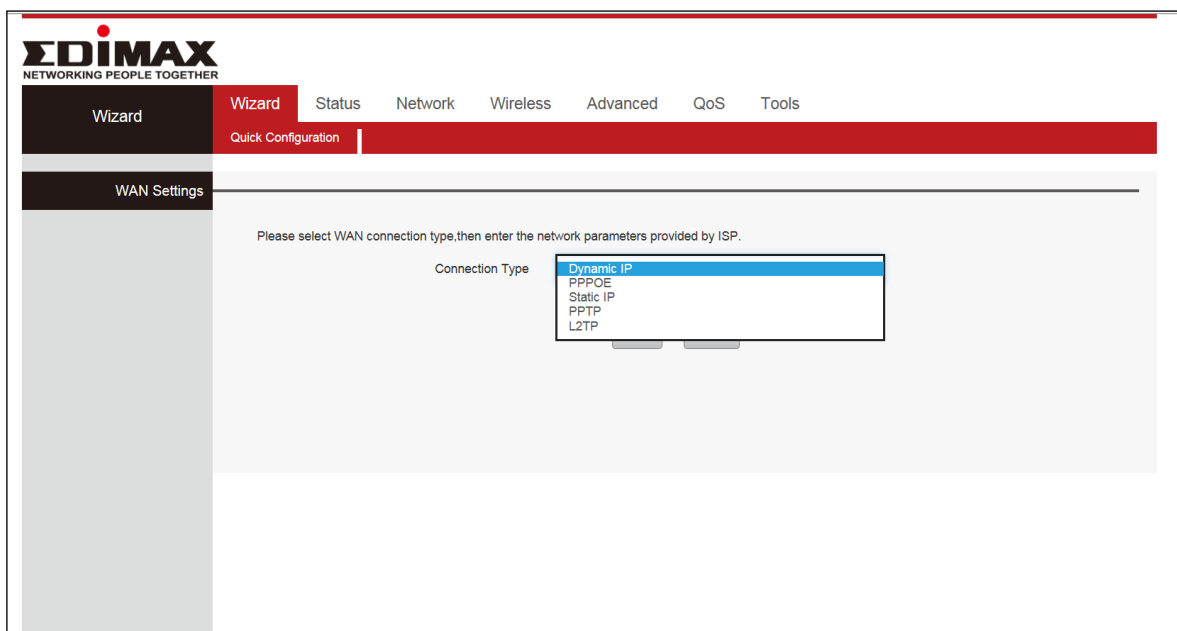 EDiMAX
NETWORKING PEOPLE TOGETHER
Wizard
Wizard Status Network Wireless Advanced QoS Tools
Quick Configuration
WAN Settings
Please select WAN connection type,then enter the network parameters provided by ISP.
Connection Type
Dynamic IP
PPPOE
Static IP
PPTP
L2TP